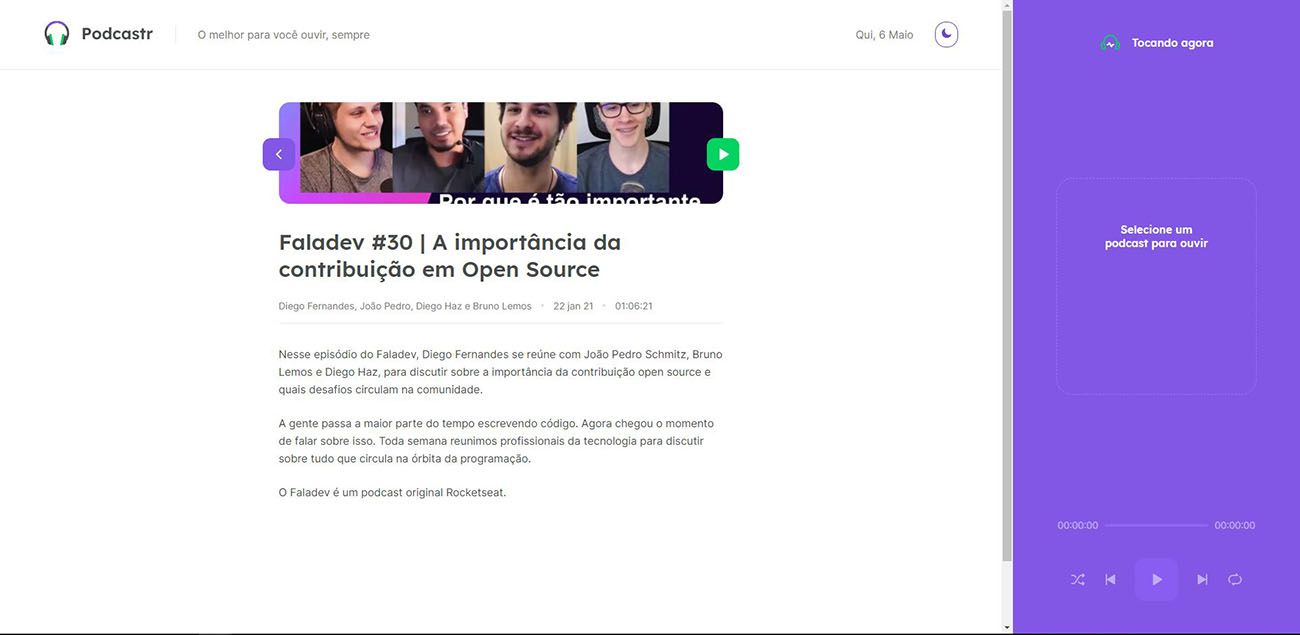 Podcastr
O melhor para você ouvir, sempre
Qui, 6 Maio
Tocando agora
Por que é tão importante
Faladev #30 | A importância da
contribuição em Open Source
Diego Fernandes, João Pedro, Diego Haz e Bruno Lemos • 22 jan 21 • 01:06:21
Nesse episódio do Faladev, Diego Fernandes se reúne com João Pedro Schmitz, Bruno
Lemos e Diego Haz, para discutir sobre a importância da contribuição open source e
quais desafios circulam na comunidade.
A gente passa a maior parte do tempo escrevendo código. Agora chegou o momento
de falar sobre isso. Toda semana reunimos profissionais da tecnologia para discutir
sobre tudo que circula na órbita da programação.
O Faladev é um podcast original Rocketseat.
Selecione um
podcast para ouvir
00:00:00 00:00:00